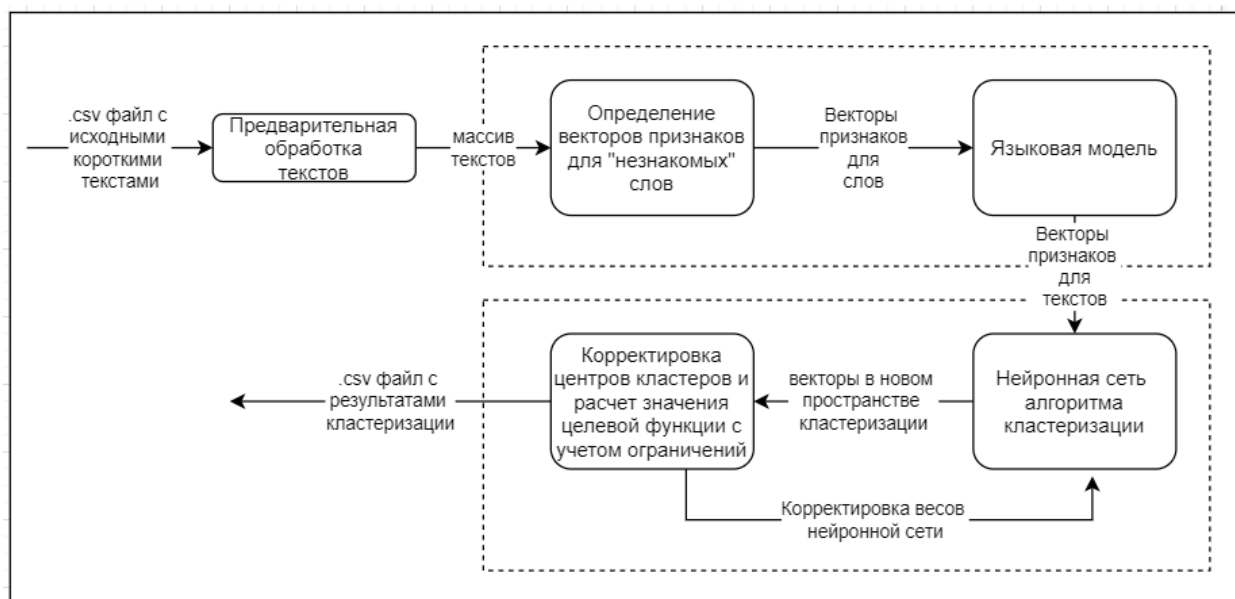 .csv файл с
исходными
короткими
текстами
Предварительная
обработка
текстов
массив
текстов
Определение
векторов признаков
для "незнакомых"
слов
Векторы
признаков
для
слов
Языковая модель
Векторы
признаков
для
текстов
Нейронная сеть
алгоритма
кластеризации
векторы в новом
пространстве
кластеризации
Корректировка
центров кластеров и
расчет значения
целевой функции с
учетом ограничений
.csv файл с
результатами
кластеризации
Корректировка весов
нейронной сети